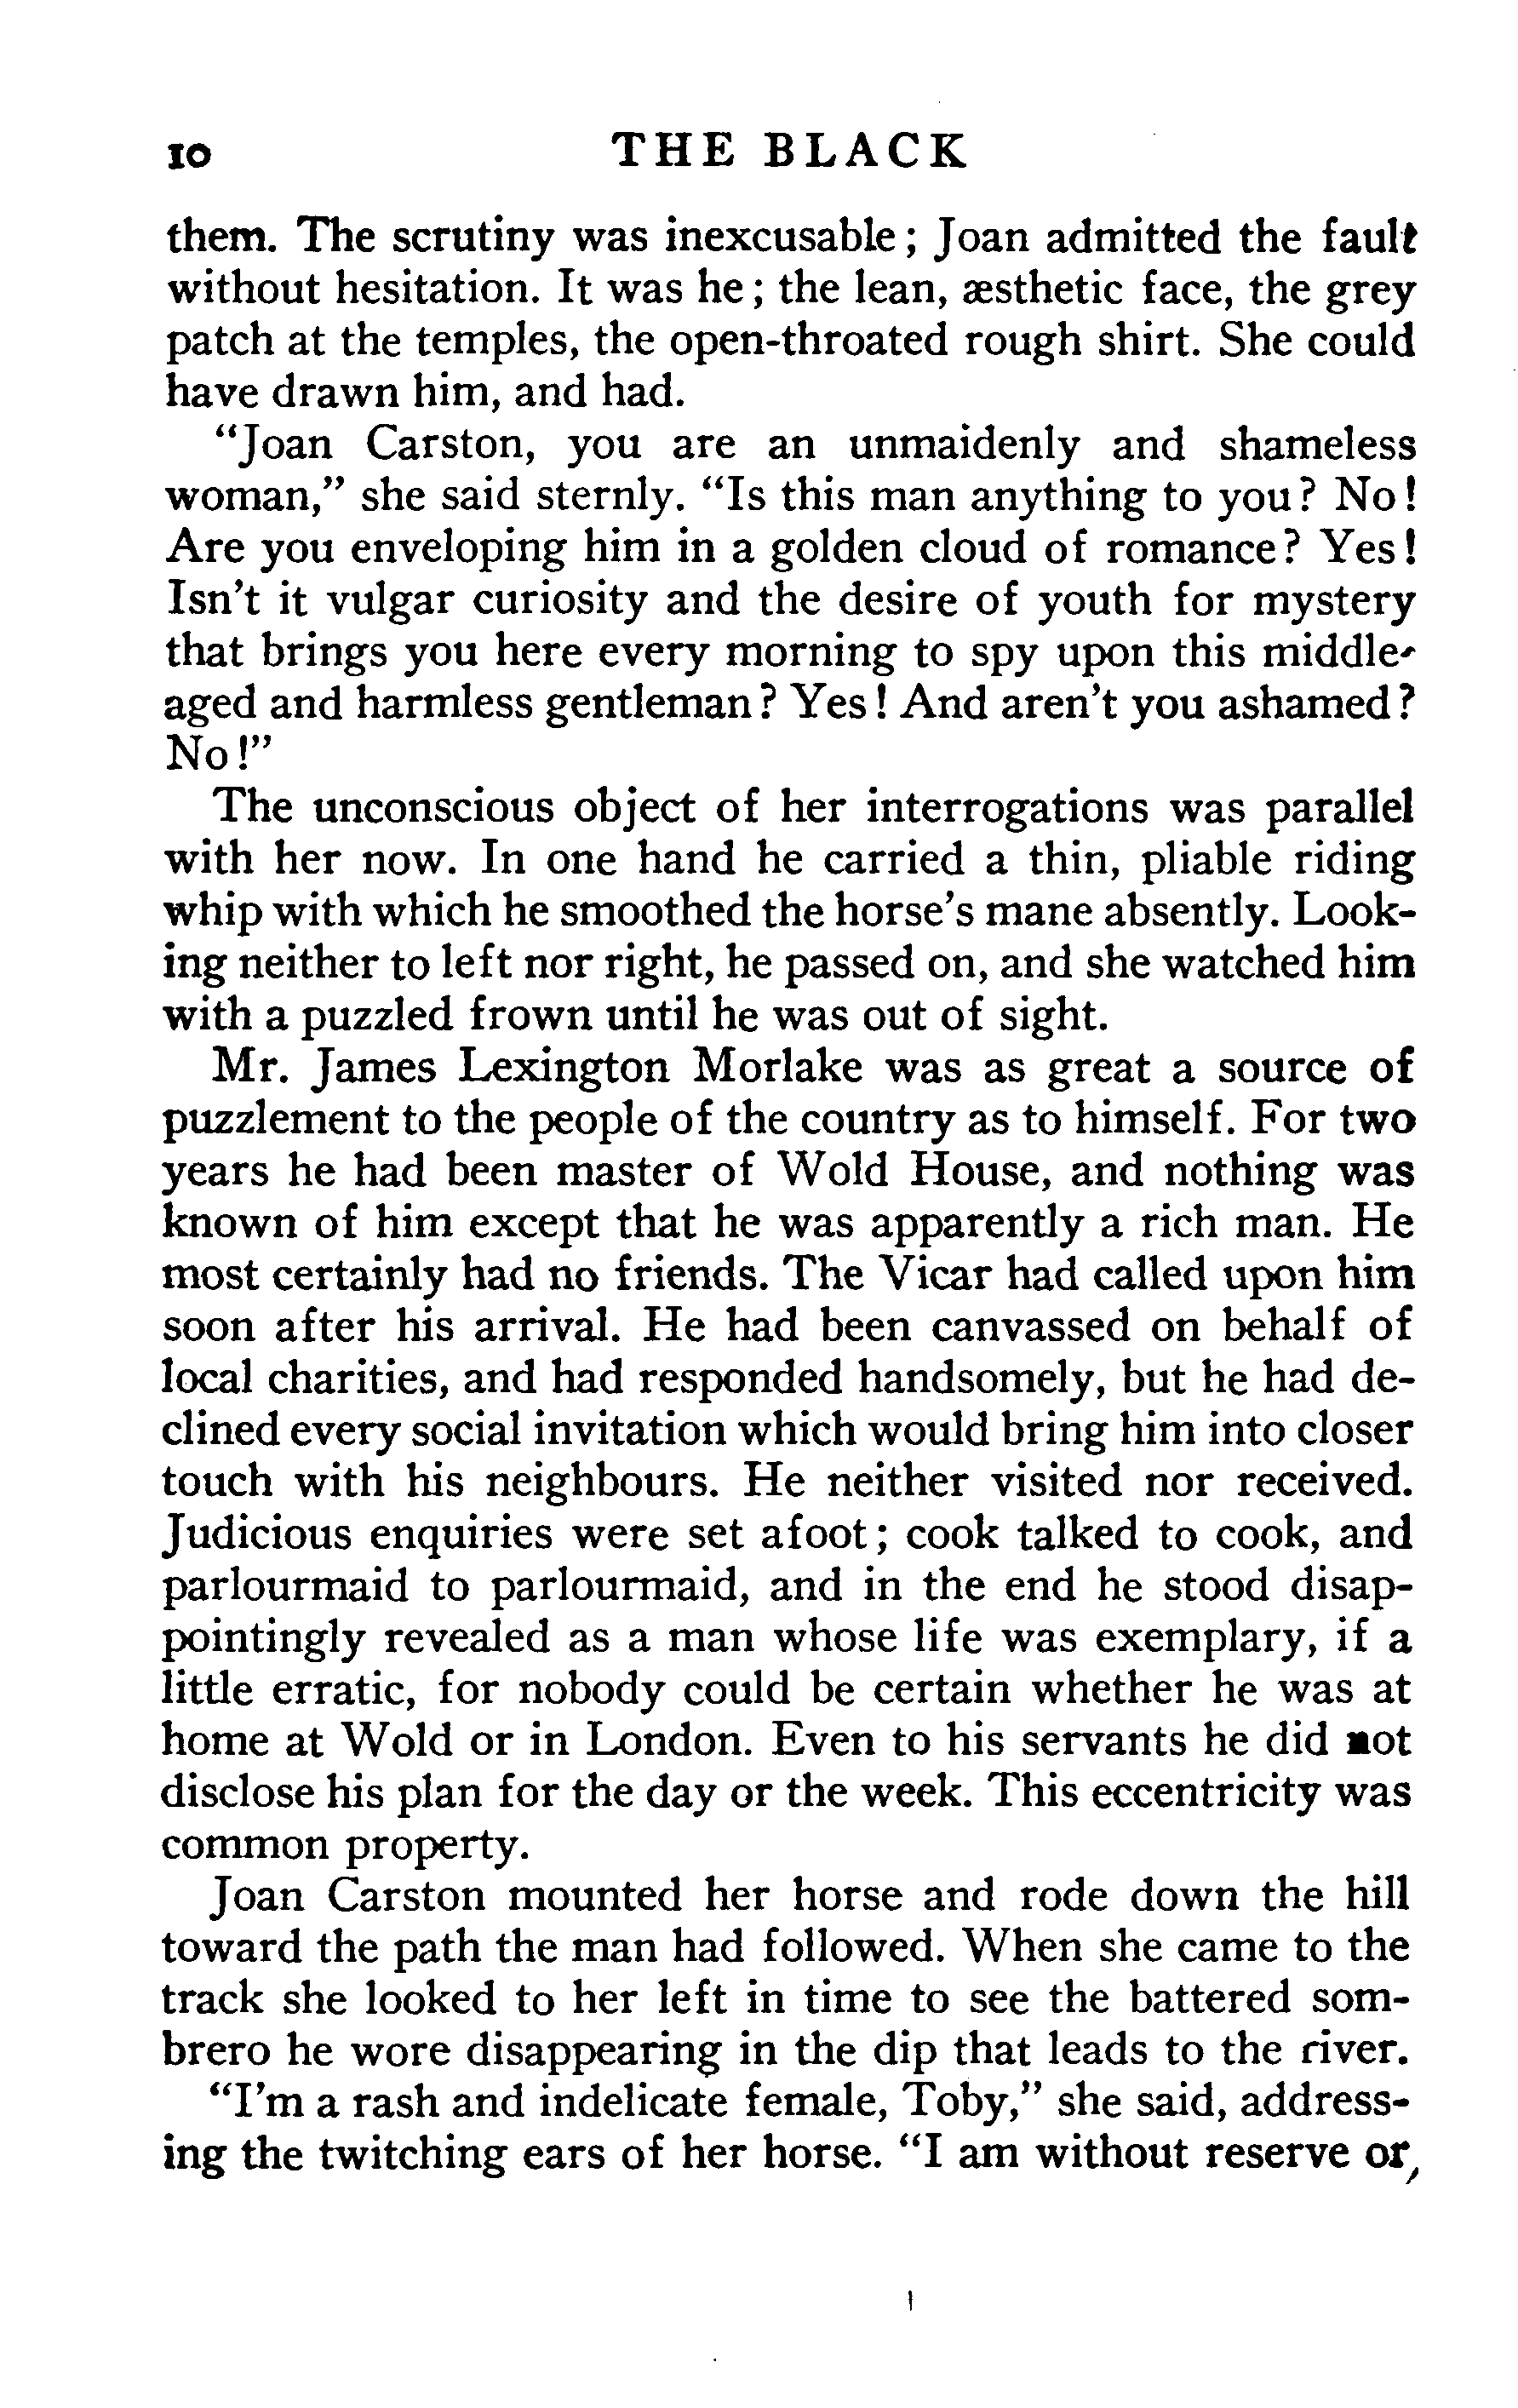 10 THE BLACK
them. The scrutiny was inexcusable; Joan admitted the fault
without hesitation. It was he; the lean, æsthetic face, the grey
patch at the temples, the open-throated rough shirt. She could
have drawn him, and had.
“Joan Carston, you are an unmaidenly and shameless
woman,” she said sternly. “Is this man anything to you? No!
Are you enveloping him in a golden cloud of romance? Yes!
Isn’t it vulgar curiosity and the desire of youth for mystery
that brings you here every morning to spy upon this middle-
aged and harmless gentleman? Yes! And aren’t you ashamed?
No!”
The unconscious object of her interrogations was parallel
with her now. In one hand he carried a thin, pliable riding
whip with which he smoothed the horse’s mane absently. Look-
ing neither to left nor right, he passed on, and she watched him
with a puzzled frown until he was out of sight.
Mr. James Lexington Morlake was as great a source of
puzzlement to the people of the country as to himself. For two
years he had been master of Wold House, and nothing was
known of him except that he was apparently a rich man. He
most certainly had no friends. The Vicar had called upon him
soon after his arrival. He had been canvassed on behalf of
local charities, and had responded handsomely, but he had de-
clined every social invitation which would bring him into closer
touch with his neighbours. He neither visited nor received.
Judicious enquiries were set afoot; cook talked to cook, and
parlourmaid to parlourmaid, and in the end he stood disap-
pointingly revealed as a man whose life was exemplary, if a
little erratic, for nobody could be certain whether he was at
home at Wold or in London. Even to his servants he did not
disclose his plan for the day or the week. This eccentricity was
common property.
Joan Carston mounted her horse and rode down the hill
toward the path the man had followed. When she came to the
track she looked to her left in time to see the battered som-
brero he wore disappearing in the dip that leads to the river.
“I’m a rash and indelicate female, Toby,” she said, address-
ing the twitching ears of her horse. “I am without reserve or